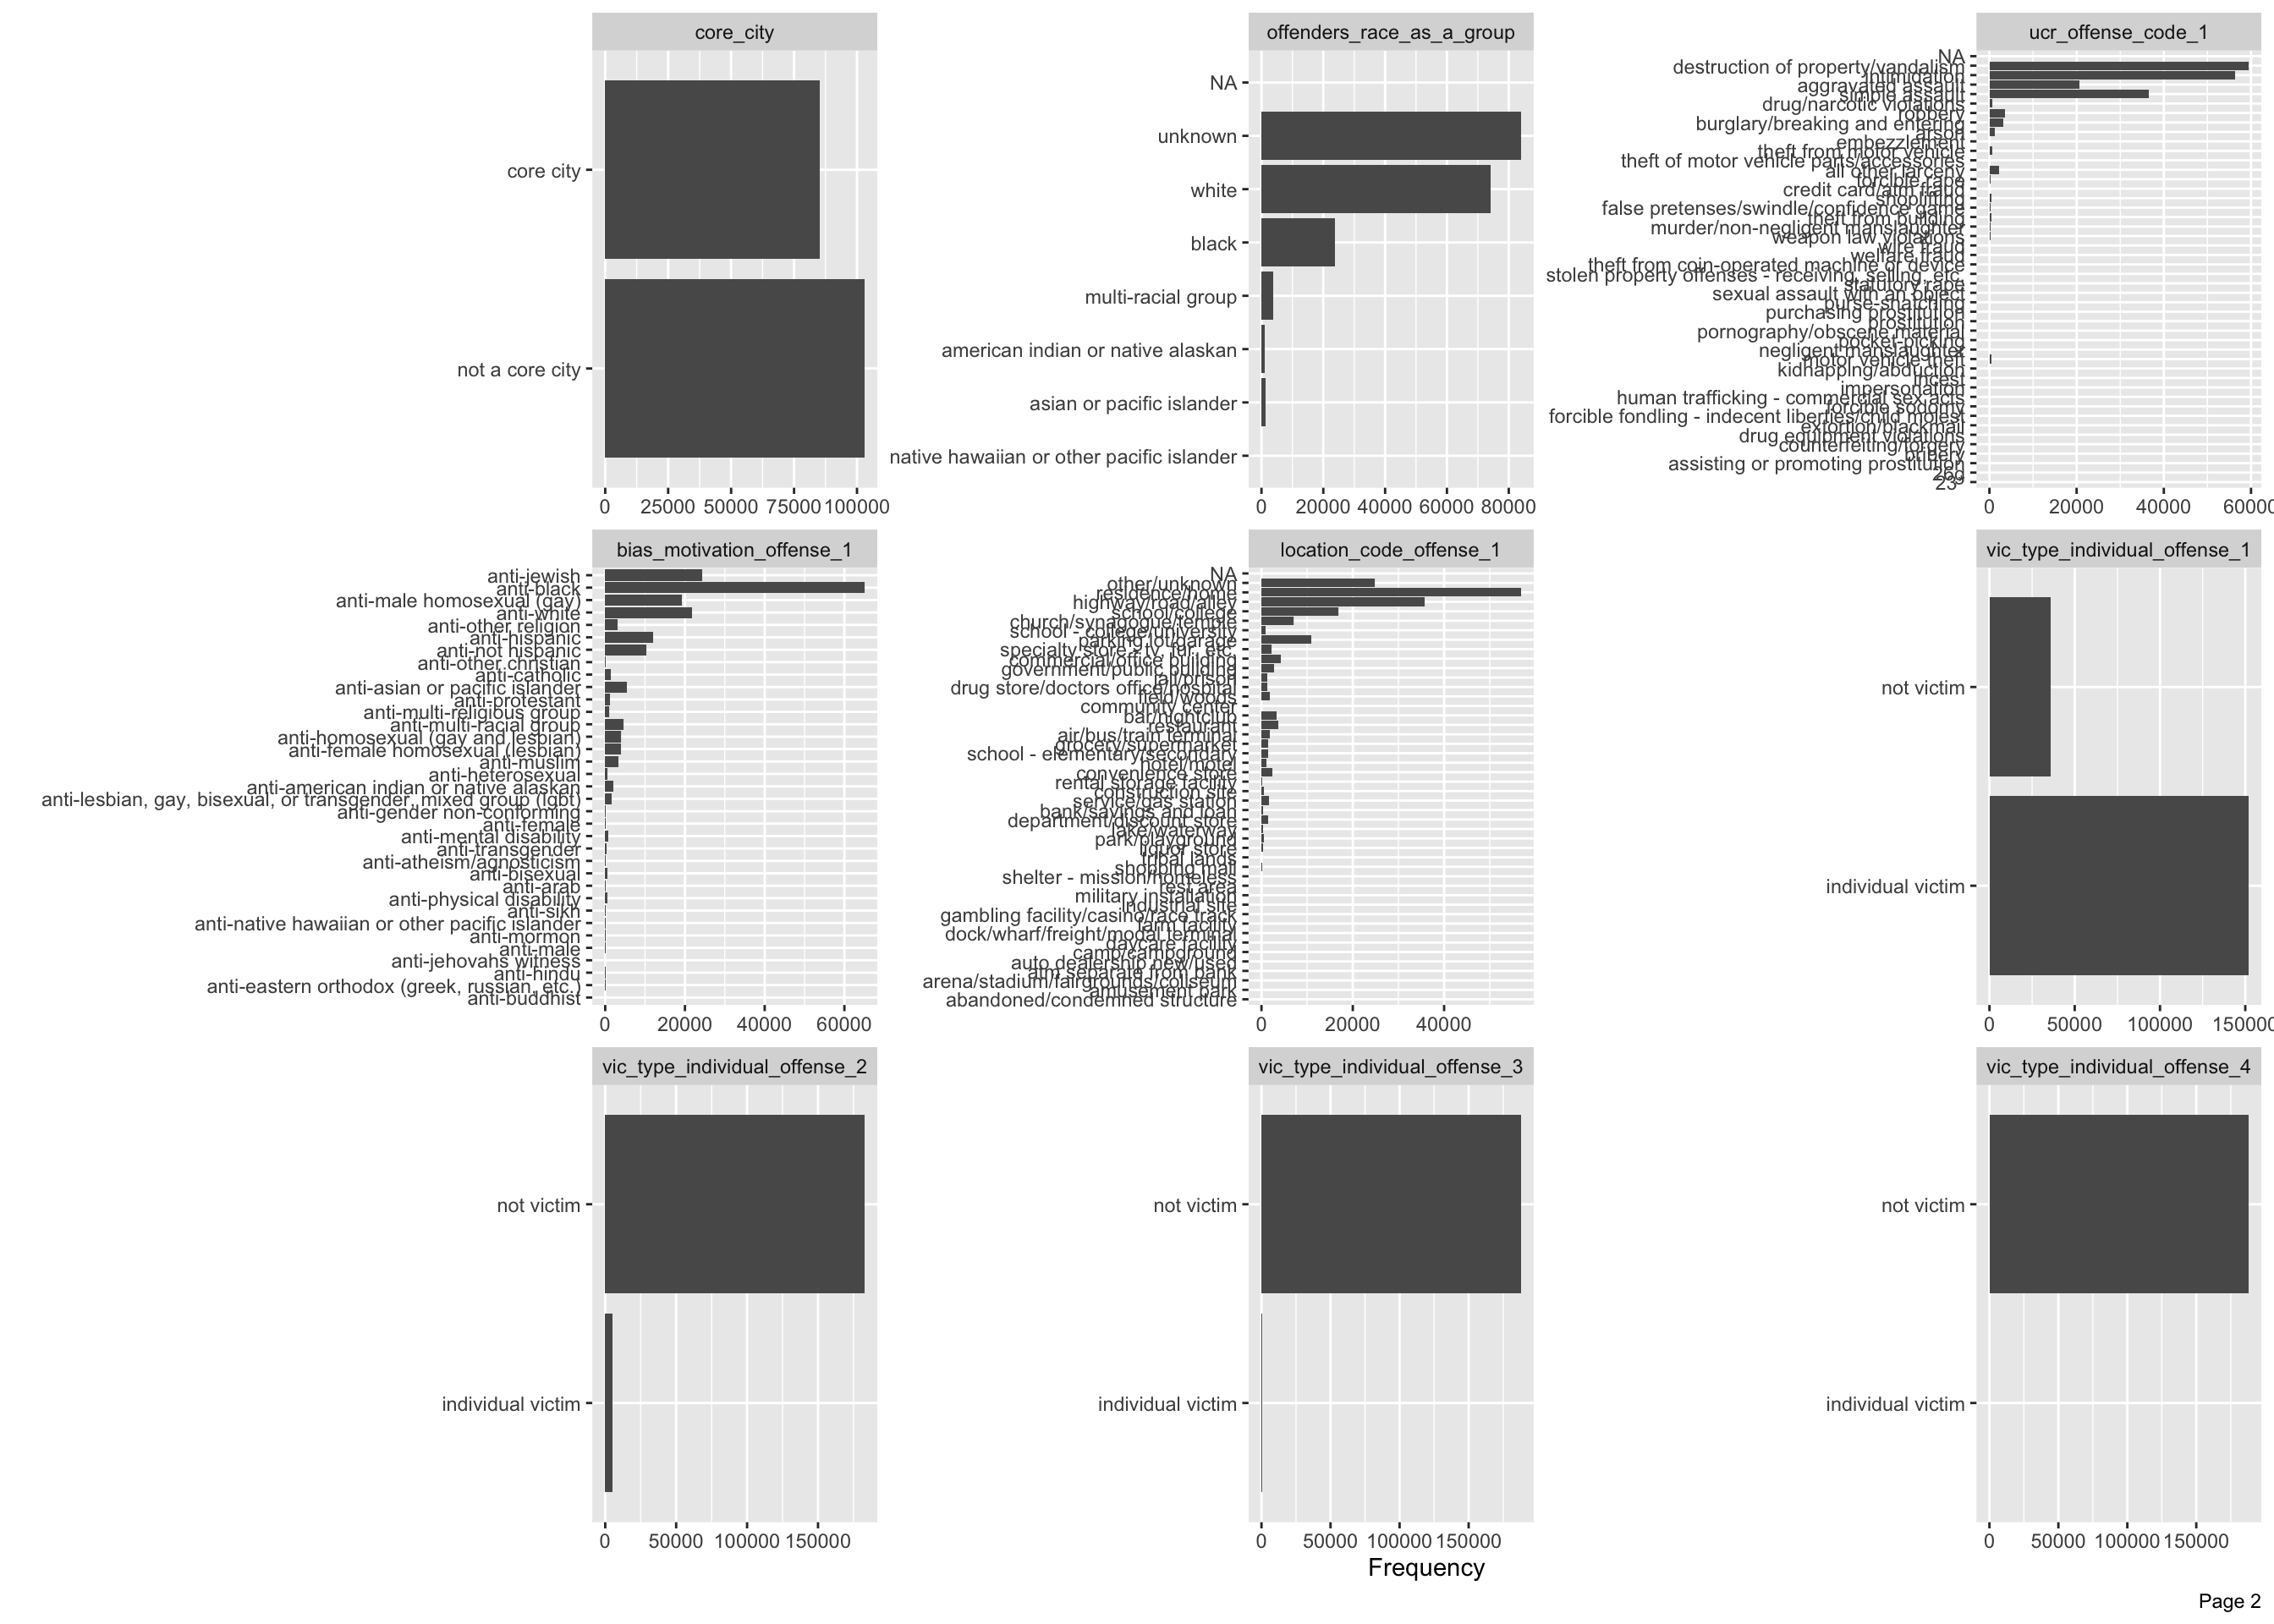 core_city
core city
not a core city
0 25000 50000 75000 100000
offenders_race_as_a_group
NA
unknown
white
black
multi-racial group
american indian or native alaskan
asian or pacific islander
native hawaiian or other pacific islander
0 20000 40000 60000 80000
ucr_offense_code_1
NA
destruction of property/vandalism
intimidation
aggravated assault
simple assault
drug/narcotic violations
robbery
burglary/breaking and entering
arson
embezzlement
theft from motor vehicle
theft of motor vehicle parts/accessories
all other larceny
forcible rape
credit card/atm fraud
shoplifting
false pretenses/swindle/confidence game
theft from building
murder/non-negligent manslaughter
weapon law violations
wire fraud
welfare fraud
theft from coin-operated machine or device
stolen property offenses - receiving, selling, etc.
statutory rape
sexual assault with an object
purse-snatching
purchasing prostitution
prostitution
pornography/obscene material
pocket-picking
negligent manslaughter
motor vehicle theft
kidnapping/abduction
incest
impersonation
human trafficking - commercial sex acts
forcible sodomy
forcible fondling - indecent liberties/child molest
extortion/blackmail
drug equipment violations
counterfeiting/forgery
bribery
assisting or promoting prostitution
26g
23*
0 20000 40000 60000
bias_motivation_offense_1
anti-jewish
anti-black
anti-male homosexual (gay)
anti-white
anti-other religion
anti-hispanic
anti-not hispanic
anti-other christian
anti-catholic
anti-asian or pacific islander
anti-protestant
anti-multi-religious group
anti-multi-racial group
anti-homosexual (gay and lesbian)
anti-female homosexual (lesbian)
anti-muslim
anti-heterosexual
anti-american indian or native alaskan
anti-lesbian, gay, bisexual, or transgender, mixed group (lgbt)
anti-gender non-conforming
anti-female
anti-mental disability
anti-transgender
anti-atheism/agnosticism
anti-bisexual
anti-arab
anti-physical disability
anti-sikh
anti-native hawaiian or other pacific islander
anti-mormon
anti-male
anti-jehovahs witness
anti-hindu
anti-eastern orthodox (greek, russian, etc.)
anti-buddhist
0 20000 40000 60000
location_code_offense_1
NA
other/unknown
residence/home
highway/road/alley
school/college
church/synagogue/temple
school - college/university
parking lot/garage
specialty store - tv, fur, etc.
commercial/office building
government/public building
jail/prison
drug store/doctors office/hospital
field/woods
community center
bar/nightclub
restaurant
air/bus/train terminal
grocery/supermarket
school - elementary/secondary
hotel/motel
convenience store
rental storage facility
construction site
service/gas station
bank/savings and loan
department/discount store
lake/waterway
park/playground
liquor store
tribal lands
shopping mall
shelter - mission/homeless
rest area
military installation
industrial site
gambling facility/casino/race track
farm facility
dock/wharf/freight/modal terminal
daycare facility
camp/campground
auto dealership new/used
atm separate from bank
arena/stadium/fairgrounds/coliseum
amusement park
abandoned/condemned structure
0 20000 40000
vic_type_individual_offense_1
not victim
individual victim
0 50000 100000 150000
vic_type_individual_offense_2
not victim
individual victim
0 50000 100000 150000
vic_type_individual_offense_3
not victim
individual victim
0 50000 100000 150000
vic_type_individual_offense_4
not victim
individual victim
0 50000 100000 150000
Frequency
Page 2